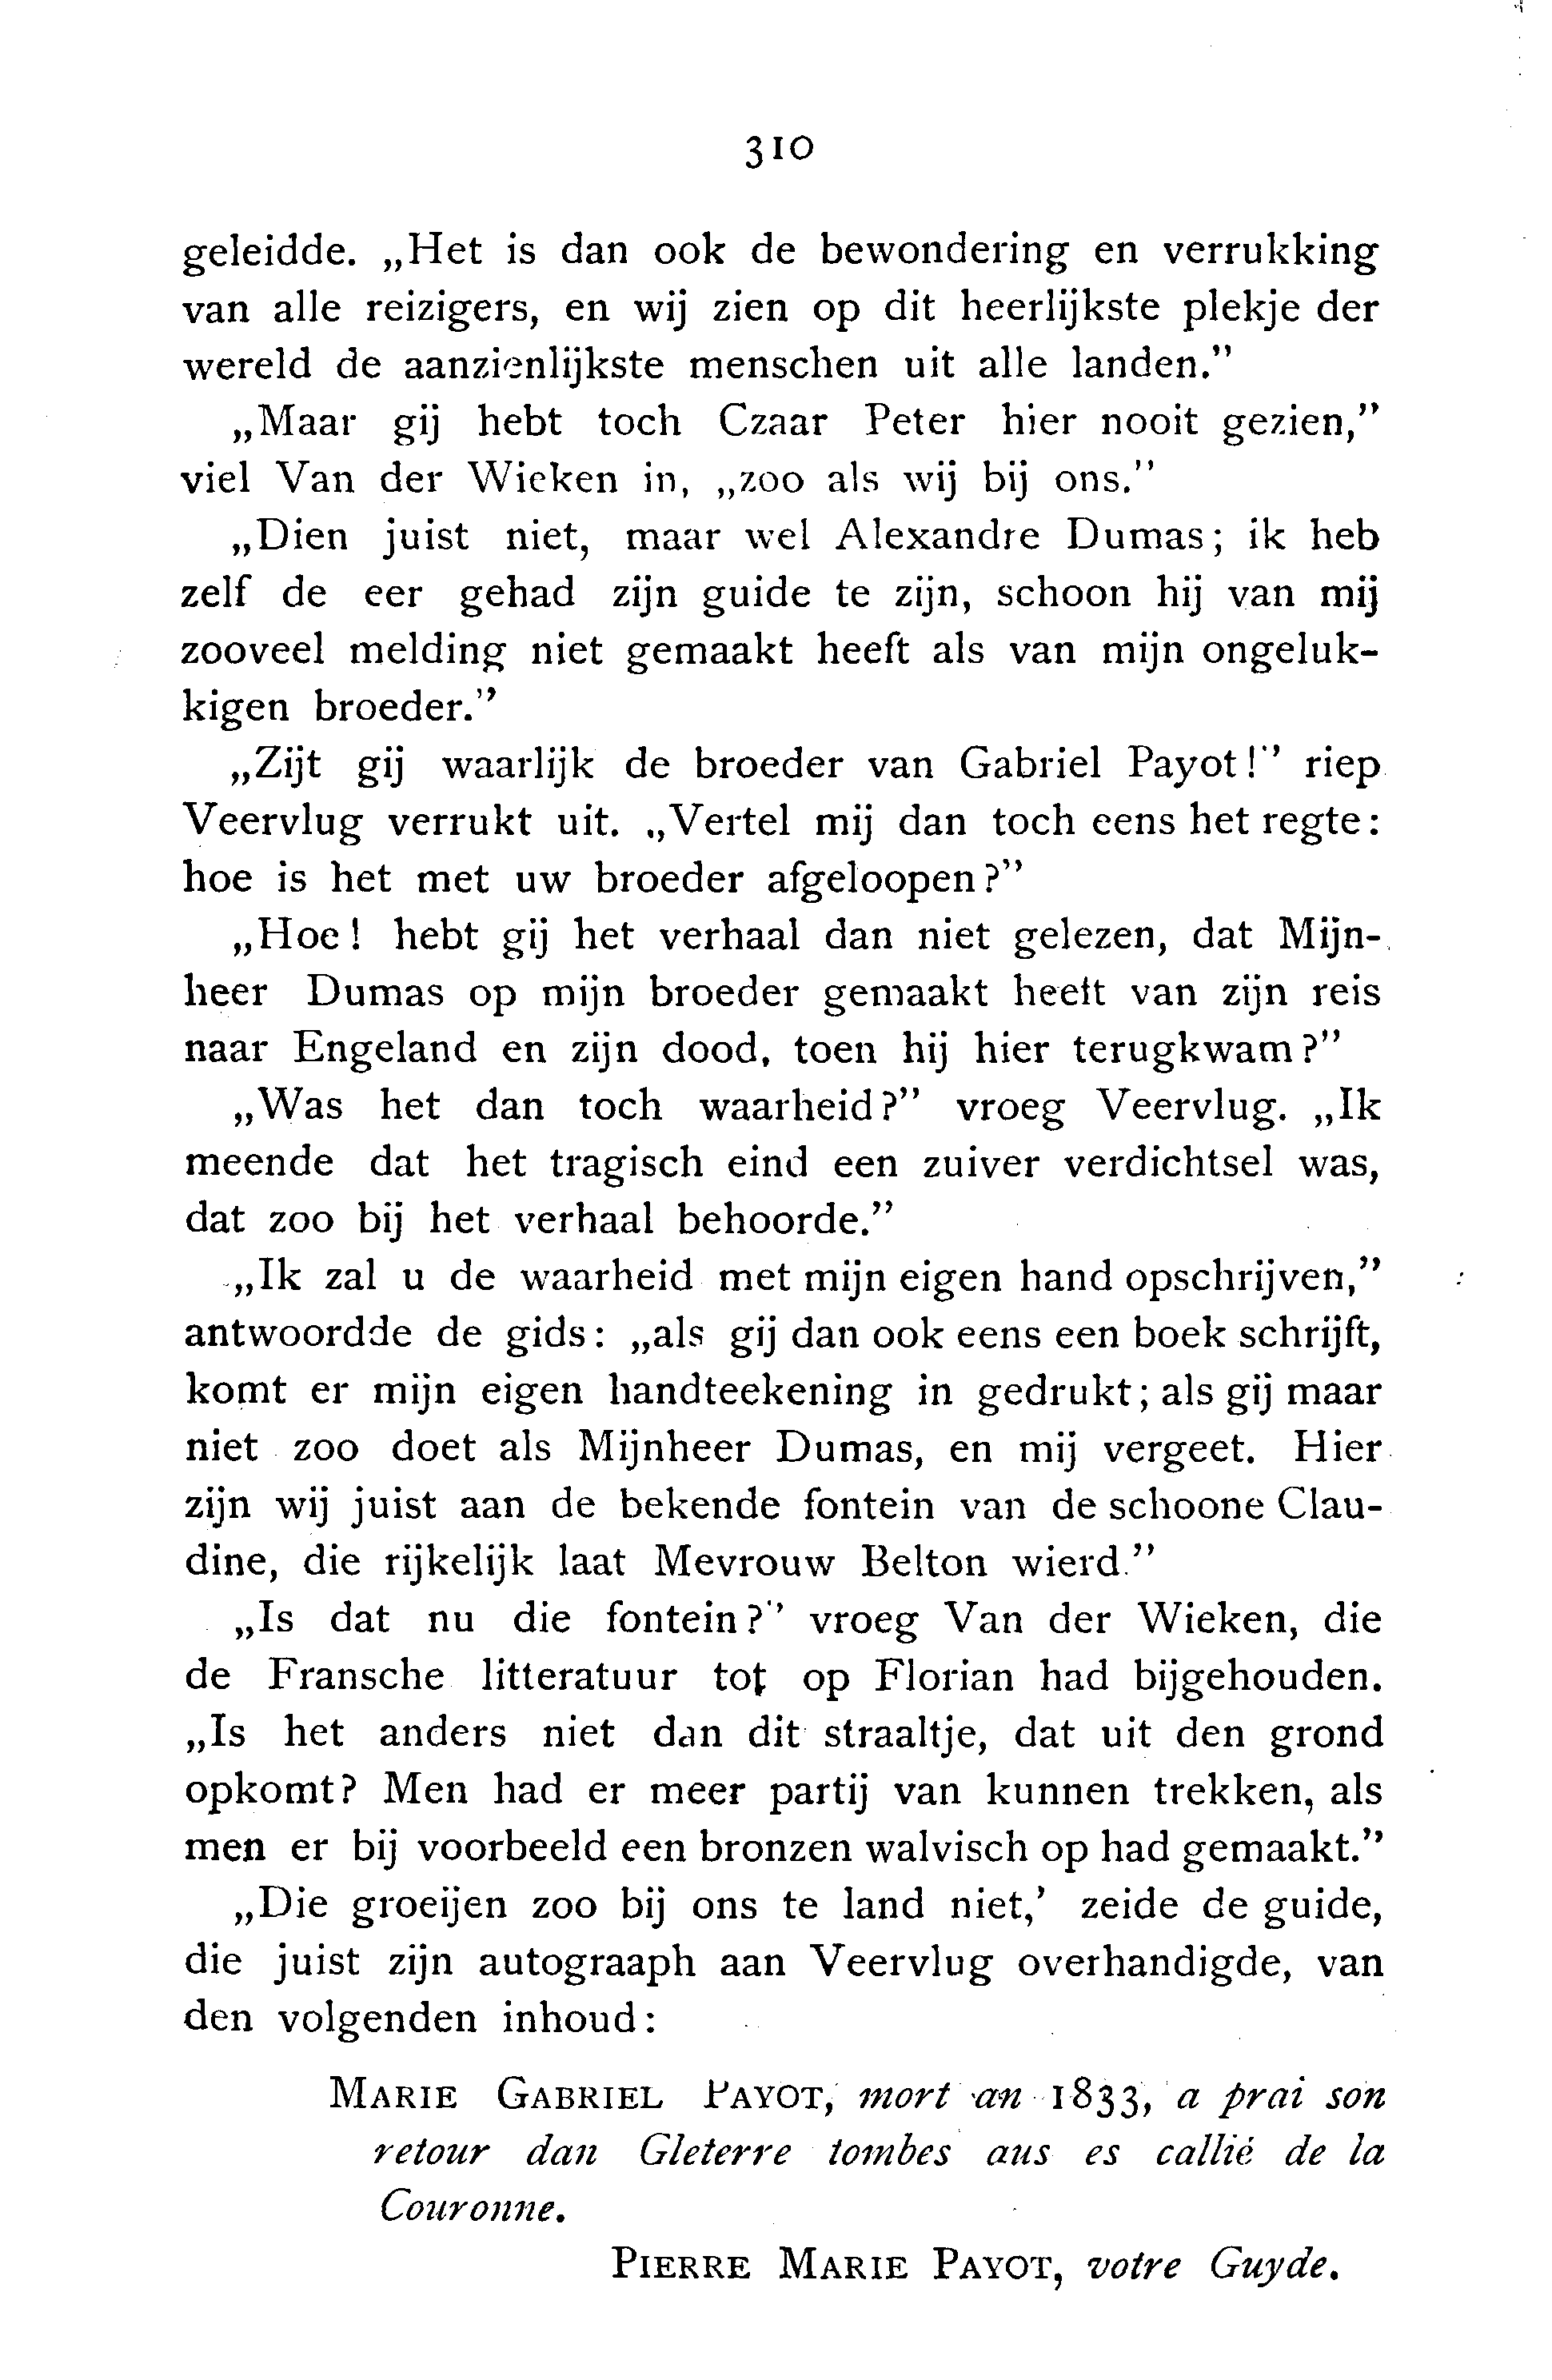 310
geleidde. „Het is dan ook de bewondering en verrukking
van alle reizigers, en wij zien op dit heerlijkste plekje der
wereld de aanzienlijkste menschen uit alle landen.”
„Maar gij hebt toch Czaar Peter hier nooit gezien,”
viel Van der Wieken in, „zoo als wij bij ons.”
„Dien juist niet, maar wel Alexandre Dumas; ik heb
zelf de eer gehad zijn guide te zijn, schoon hij van mij
zooveel melding niet gemaakt heeft als van mijn ongeluk-
kigen broeder.”
„Zijt gij waarlijk de broeder van Gabriel Payot!” riep
Veervlug verrukt uit. „Vertel mij dan toch eens het regte:
hoe is het met uw broeder afgeloopen?”
„Hoe! hebt gij het verhaal dan niet gelezen, dat Mijn-
heer Dumas op mijn broeder gemaakt heeft van zijn reis
naar Engeland en zijn dood, toen hij hier terugkwam?”
„Was het dan toch waarheid?” vroeg Veervlug. „Ik
meende dat het tragisch eind een zuiver verdichtsel was,
dat zoo bij het verhaal behoorde.”
„Ik zal u de waarheid met mijn eigen hand opschrijven,”
antwoordde de gids: „als gij dan ook eens een boek schrijft,
komt er mijn eigen handteekening in gedrukt; als gij maar
niet zoo doet als Mijnheer Dumas, en mij vergeet. Hier
zijn wij juist aan de bekende fontein van de schoone Clau-
dine, die rijkelijk laat Mevrouw Belton wierd.”
„Is dat nu die fontein?” vroeg Van der Wieken, die
de Fransche litteratuur tot op Florian had bijgehouden.
„Is het anders niet dan dit straaltje, dat uit den grond
opkomt? Men had er meer partij van kunnen trekken, als
men er bij voorbeeld een bronzen walvisch op had gemaakt.”
„Die groeijen zoo bij ons te land niet,’ zeide de guide,
die juist zijn autograaph aan Veervlug overhandigde, van
den volgenden inhoud:
MARIE GABRIEL PAYOT, mort an 1833, a prai son
retour dan Gleterre tombes aus es callié de la
Couronne.
PIERRE MARIE PAYOT, votre Guyde.